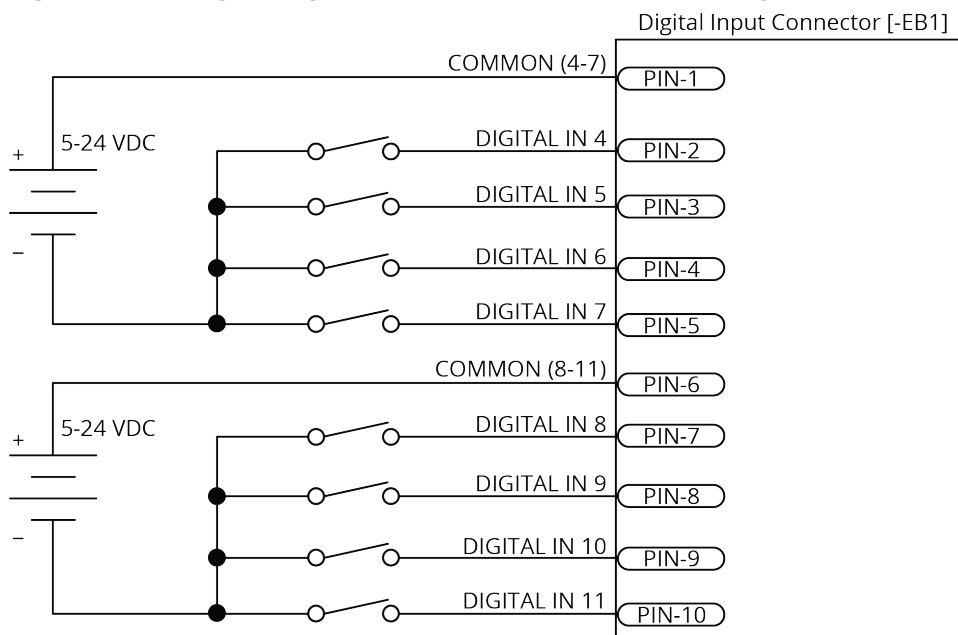 Digital Input Connector [-EB1]
COMMON (4-7)
PIN-1
5-24 VDC
+
−
DIGITAL IN 4
PIN-2
DIGITAL IN 5
PIN-3
DIGITAL IN 6
PIN-4
DIGITAL IN 7
PIN-5
COMMON (8-11)
PIN-6
5-24 VDC
+
−
DIGITAL IN 8
PIN-7
DIGITAL IN 9
PIN-8
DIGITAL IN 10
PIN-9
DIGITAL IN 11
PIN-10